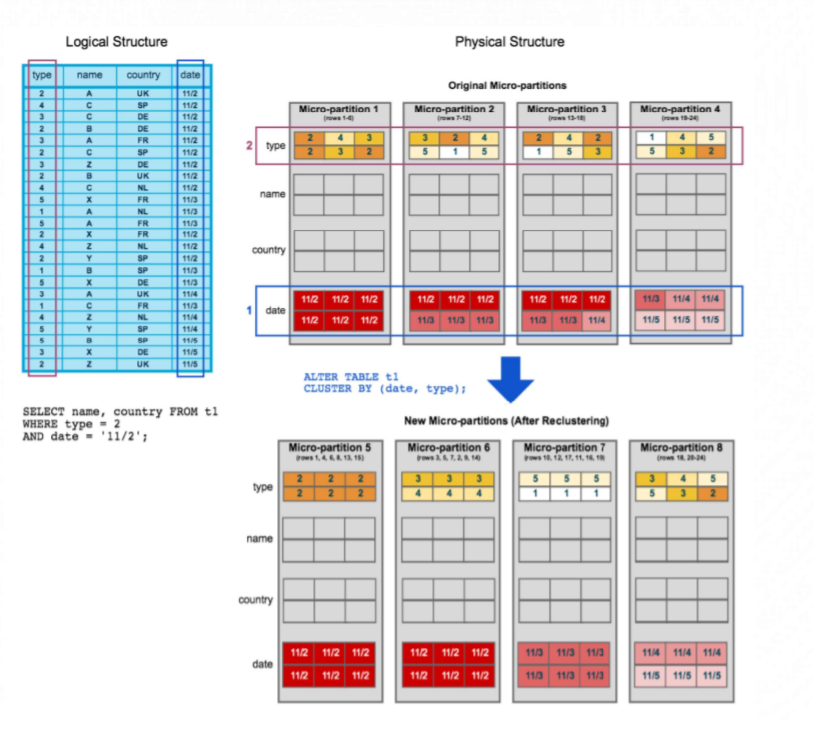 Logical Structure
type name country date
2 A UK 11/2
4 C SP 11/2
3 C DE 11/2
2 B DE 11/2
3 A FR 11/2
2 C SP 11/2
3 Z DE 11/2
2 B UK 11/2
4 C NL 11/2
5 X FR 11/3
1 A NL 11/3
5 A FR 11/3
2 X FR 11/2
4 Z NL 11/2
2 Y SP 11/2
1 B SP 11/3
5 X DE 11/3
3 A UK 11/4
1 C FR 11/3
4 Z NL 11/4
5 Y SP 11/4
5 B SP 11/5
3 X DE 11/5
2 Z UK 11/5
SELECT name, country FROM t1
WHERE type = 2
AND date = '11/2';
Physical Structure
Original Micro-partitions
Micro-partition 1 Micro-partition 2 Micro-partition 3 Micro-partition 4
(rows 1-6) (rows 7-12) (rows 13-18) (rows 19-24)
2 4 3 3 2 4 2 4 2 1 4 5
2 type
2 3 2 5 1 5 1 5 3 5 3 2
name
country
11/2 11/2 11/2 11/2 11/2 11/2 11/2 11/2 11/2 11/3 11/4 11/4
1 date
11/2 11/2 11/2 11/3 11/3 11/3 11/3 11/3 11/4 11/5 11/5 11/5
ALTER TABLE t1
CLUSTER BY (date, type);
New Micro-partitions (After Reclustering)
Micro-partition 5 Micro-partition 6 Micro-partition 7 Micro-partition 8
(rows 1, 4, 6, 8, 13, 15) (rows 3, 5, 7, 2, 9, 14) (rows 10, 12, 17, 11, 16, 19) (rows 18, 20-24)
2 2 2 3 3 3 5 5 5 3 4 5
type
2 2 2 4 4 4 1 1 1 5 3 2
name
country
11/2 11/2 11/2 11/2 11/2 11/2 11/3 11/3 11/3 11/4 11/4 11/4
date
11/2 11/2 11/2 11/2 11/2 11/2 11/3 11/3 11/3 11/5 11/5 11/5